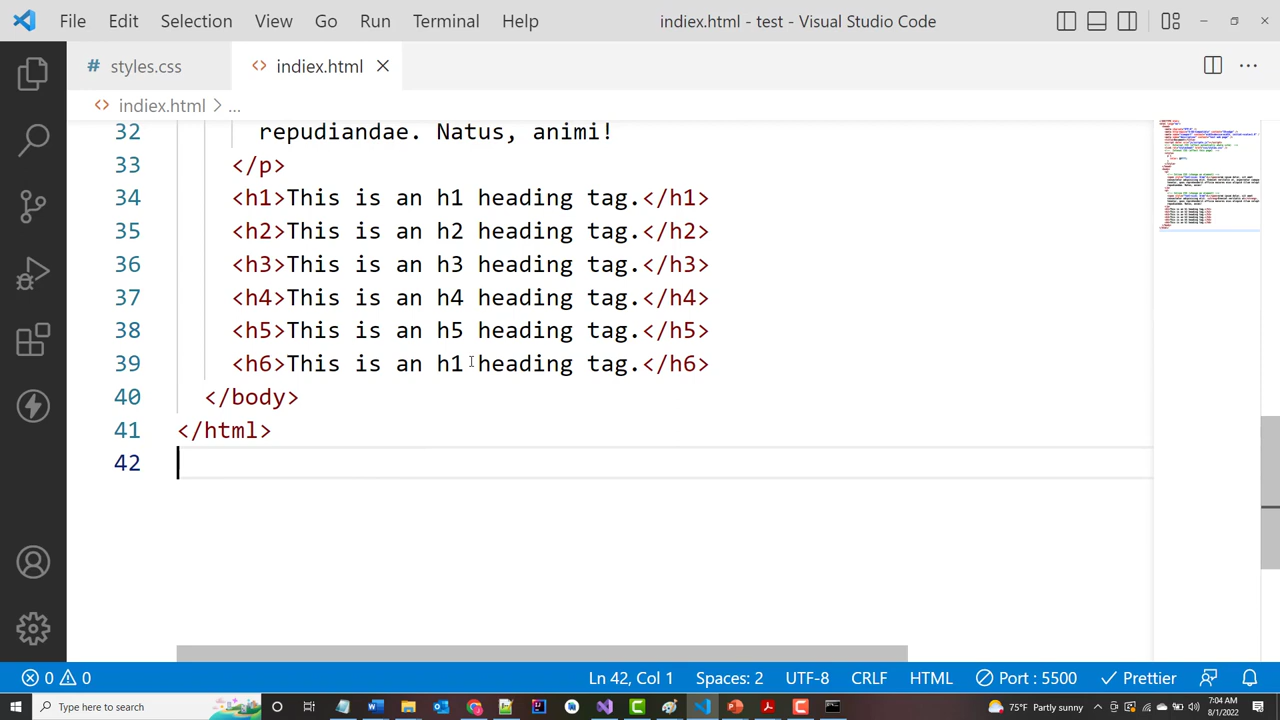 File Edit Selection View Go Run Terminal Help indiex.html - test - Visual Studio Code
# styles.css <> indiex.html
<> indiex.html > ...
32 repudiandae. Natus, animi!
33 </p>
34 <h1>This is an h1 heading tag.</h1>
35 <h2>This is an h2 heading tag.</h2>
36 <h3>This is an h3 heading tag.</h3>
37 <h4>This is an h4 heading tag.</h4>
38 <h5>This is an h5 heading tag.</h5>
39 <h6>This is an h1 heading tag.</h6>
40 </body>
41 </html>
42
0 0 Ln 42, Col 1 Spaces: 2 UTF-8 CRLF HTML Port : 5500 Prettier
Type here to search 75°F Partly sunny 7:04 AM
8/1/2022